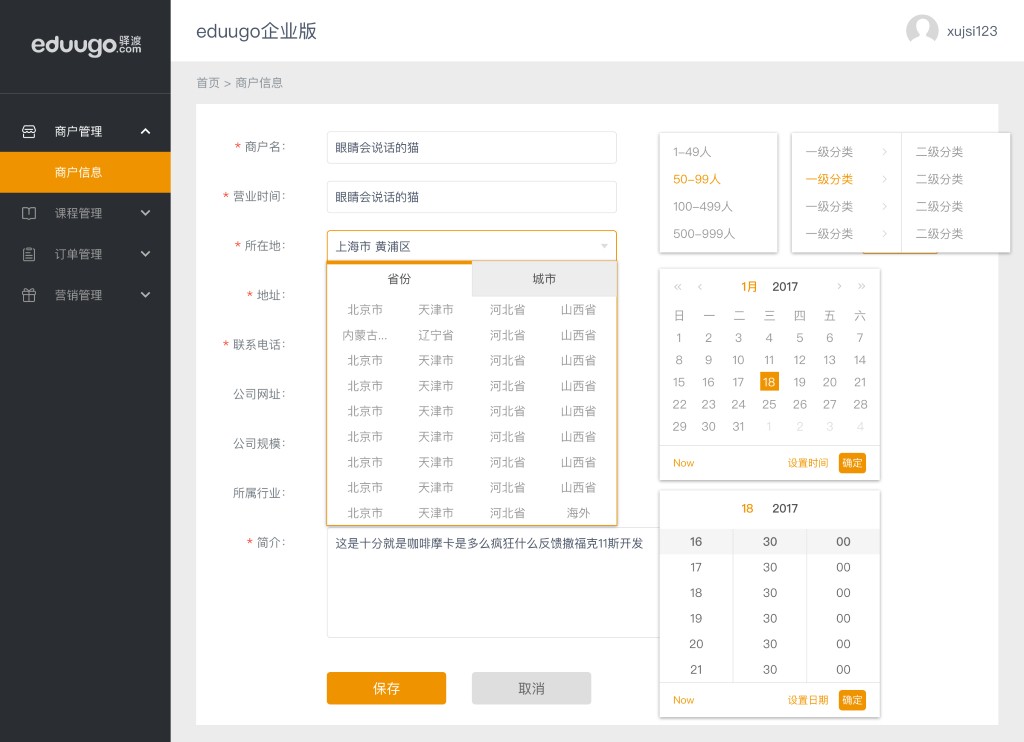 eduugo驿渡.com
eduugo企业版
xujsi123
首页 > 商户信息
商户管理
商户信息
课程管理
订单管理
营销管理
* 商户名: 眼睛会说话的猫
* 营业时间: 眼睛会说话的猫
* 所在地: 上海市 黄浦区
* 地址:
* 联系电话:
公司网址:
公司规模:
所属行业:
* 简介:
省份 城市
北京市 天津市 河北省 山西省
内蒙古... 辽宁省 河北省 山西省
北京市 天津市 河北省 山西省
北京市 天津市 河北省 山西省
北京市 天津市 河北省 山西省
北京市 天津市 河北省 山西省
北京市 天津市 河北省 山西省
北京市 天津市 河北省 山西省
北京市 天津市 河北省 海外
这是十分就是咖啡摩卡是多么疯狂什么反馈撒福克11斯开发
保存 取消
1-49人
50-99人
100-499人
500-999人
一级分类 > 二级分类
一级分类 > 二级分类
一级分类 > 二级分类
一级分类 > 二级分类
« ‹ 1月 2017 › »
日 一 二 三 四 五 六
1 2 3 4 5 6 7
8 9 10 11 12 13 14
15 16 17 18 19 20 21
22 23 24 25 26 27 28
29 30 31 1 2 3 4
Now 设置时间 确定
18 2017
16 30 00
17 30 00
18 30 00
19 30 00
20 30 00
21 30 00
Now 设置日期 确定